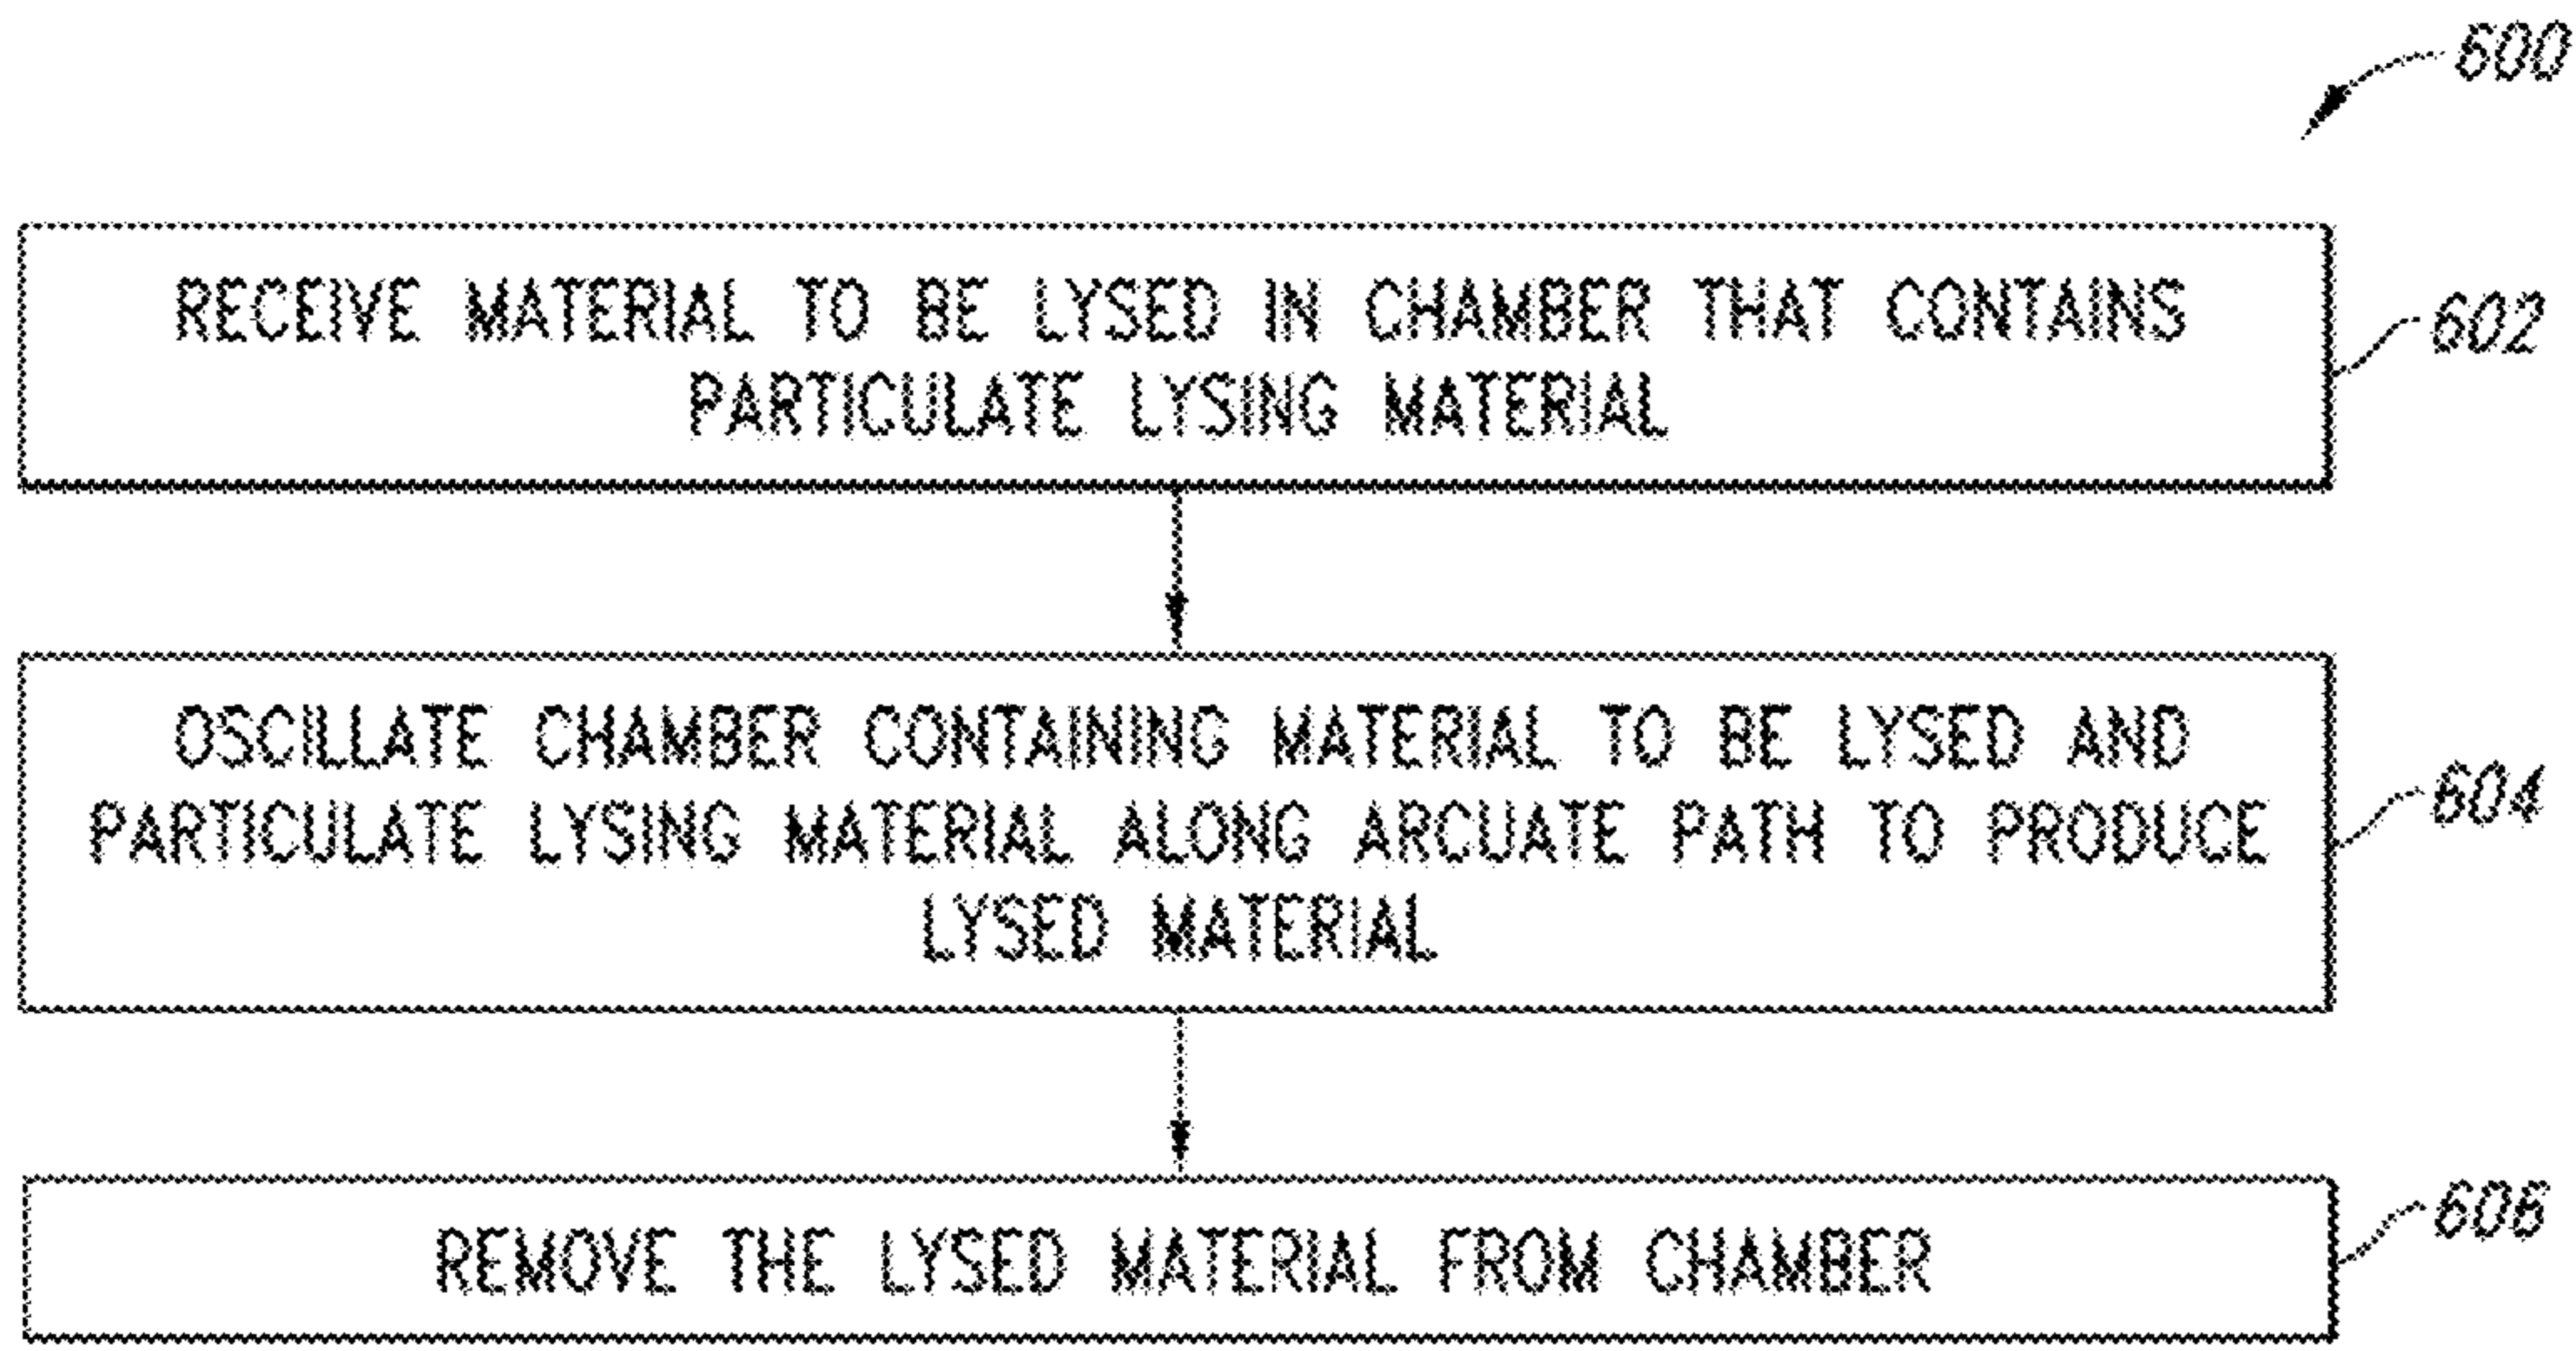 600
RECEIVE MATERIAL TO BE LYSED IN CHAMBER THAT CONTAINS
PARTICULATE LYSING MATERIAL
602
OSCILLATE CHAMBER CONTAINING MATERIAL TO BE LYSED AND
PARTICULATE LYSING MATERIAL ALONG ARCUATE PATH TO PRODUCE
LYSED MATERIAL
604
REMOVE THE LYSED MATERIAL FROM CHAMBER
606